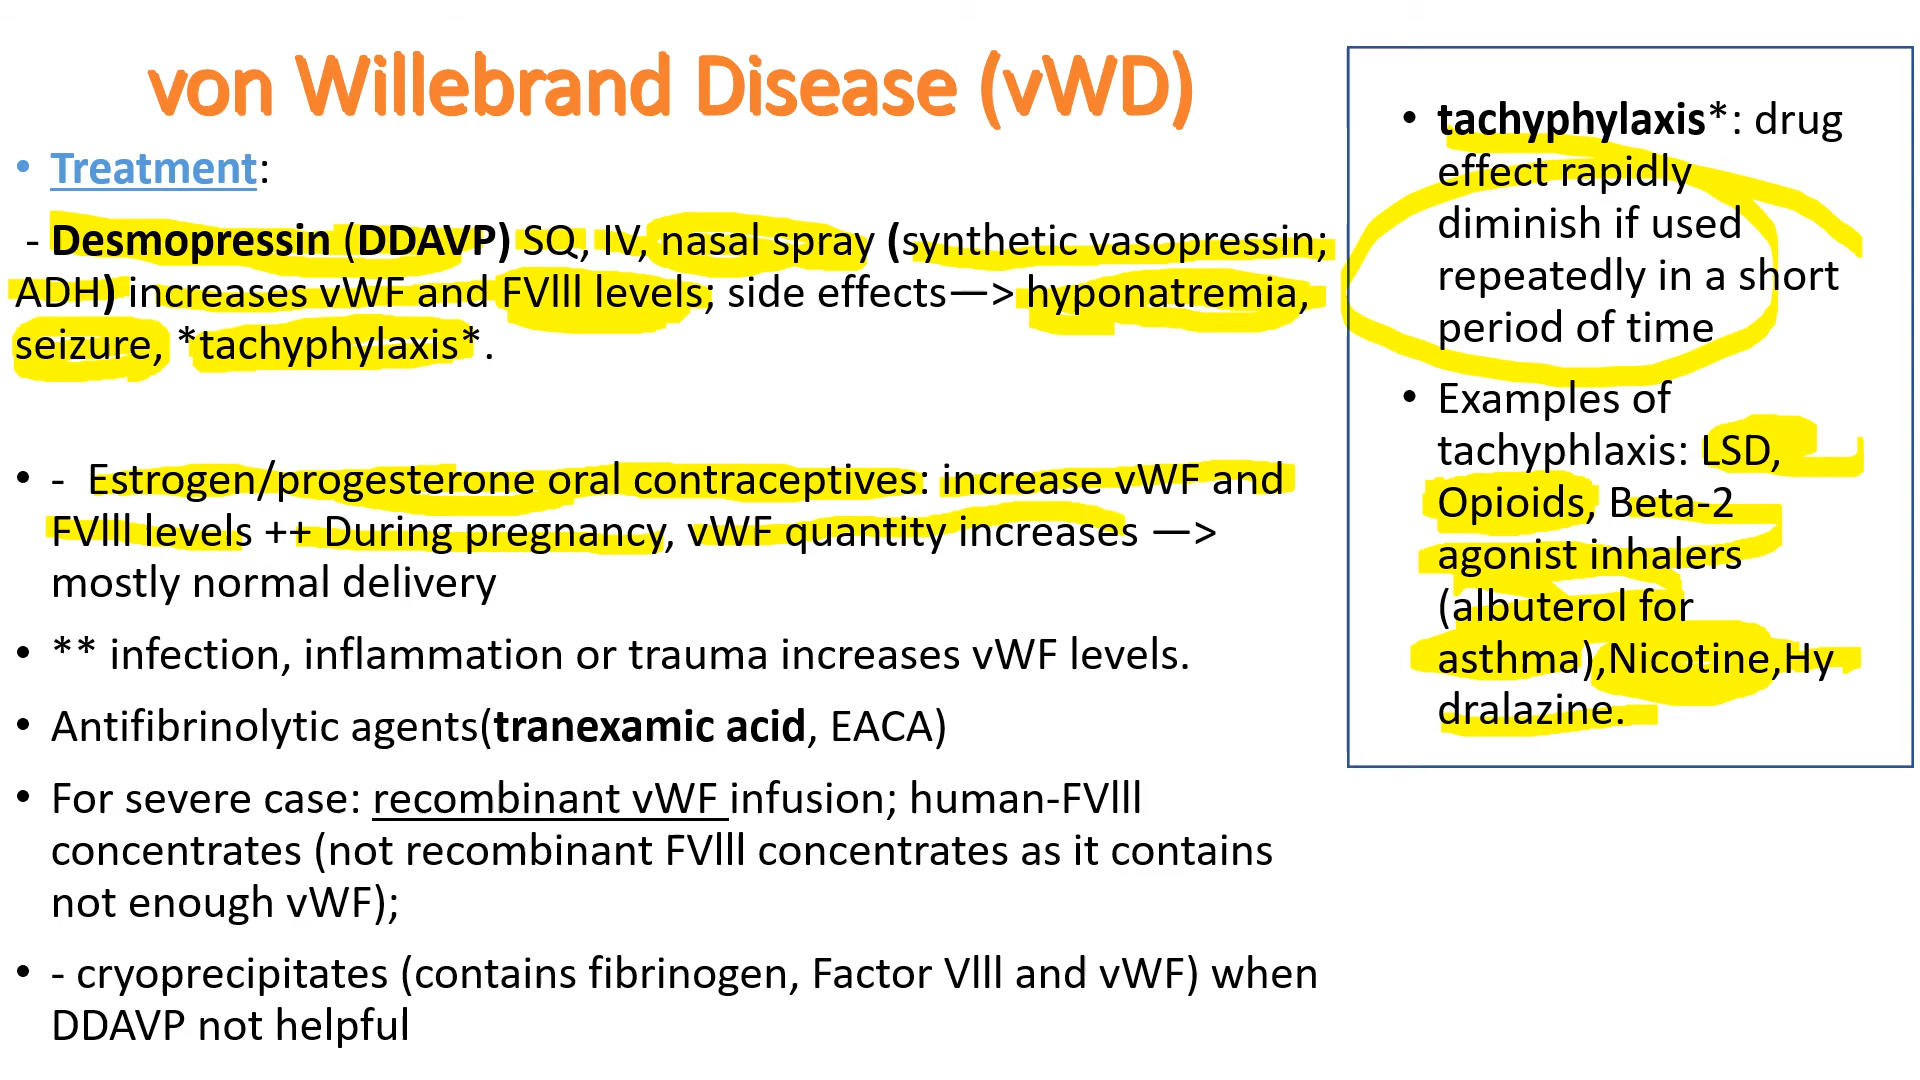 von Willebrand Disease (vWD)
• Treatment:
- Desmopressin (DDAVP) SQ, IV, nasal spray (synthetic vasopressin;
ADH) increases vWF and FVlll levels; side effects—> hyponatremia,
seizure, *tachyphylaxis*.
• - Estrogen/progesterone oral contraceptives: increase vWF and
FVlll levels ++ During pregnancy, vWF quantity increases —>
mostly normal delivery
• ** infection, inflammation or trauma increases vWF levels.
• Antifibrinolytic agents(tranexamic acid, EACA)
• For severe case: recombinant vWF infusion; human-FVlll
concentrates (not recombinant FVlll concentrates as it contains
not enough vWF);
• - cryoprecipitates (contains fibrinogen, Factor Vlll and vWF) when
DDAVP not helpful
• tachyphylaxis*: drug
effect rapidly
diminish if used
repeatedly in a short
period of time
• Examples of
tachyphlaxis: LSD,
Opioids, Beta-2
agonist inhalers
(albuterol for
asthma),Nicotine,Hy
dralazine.